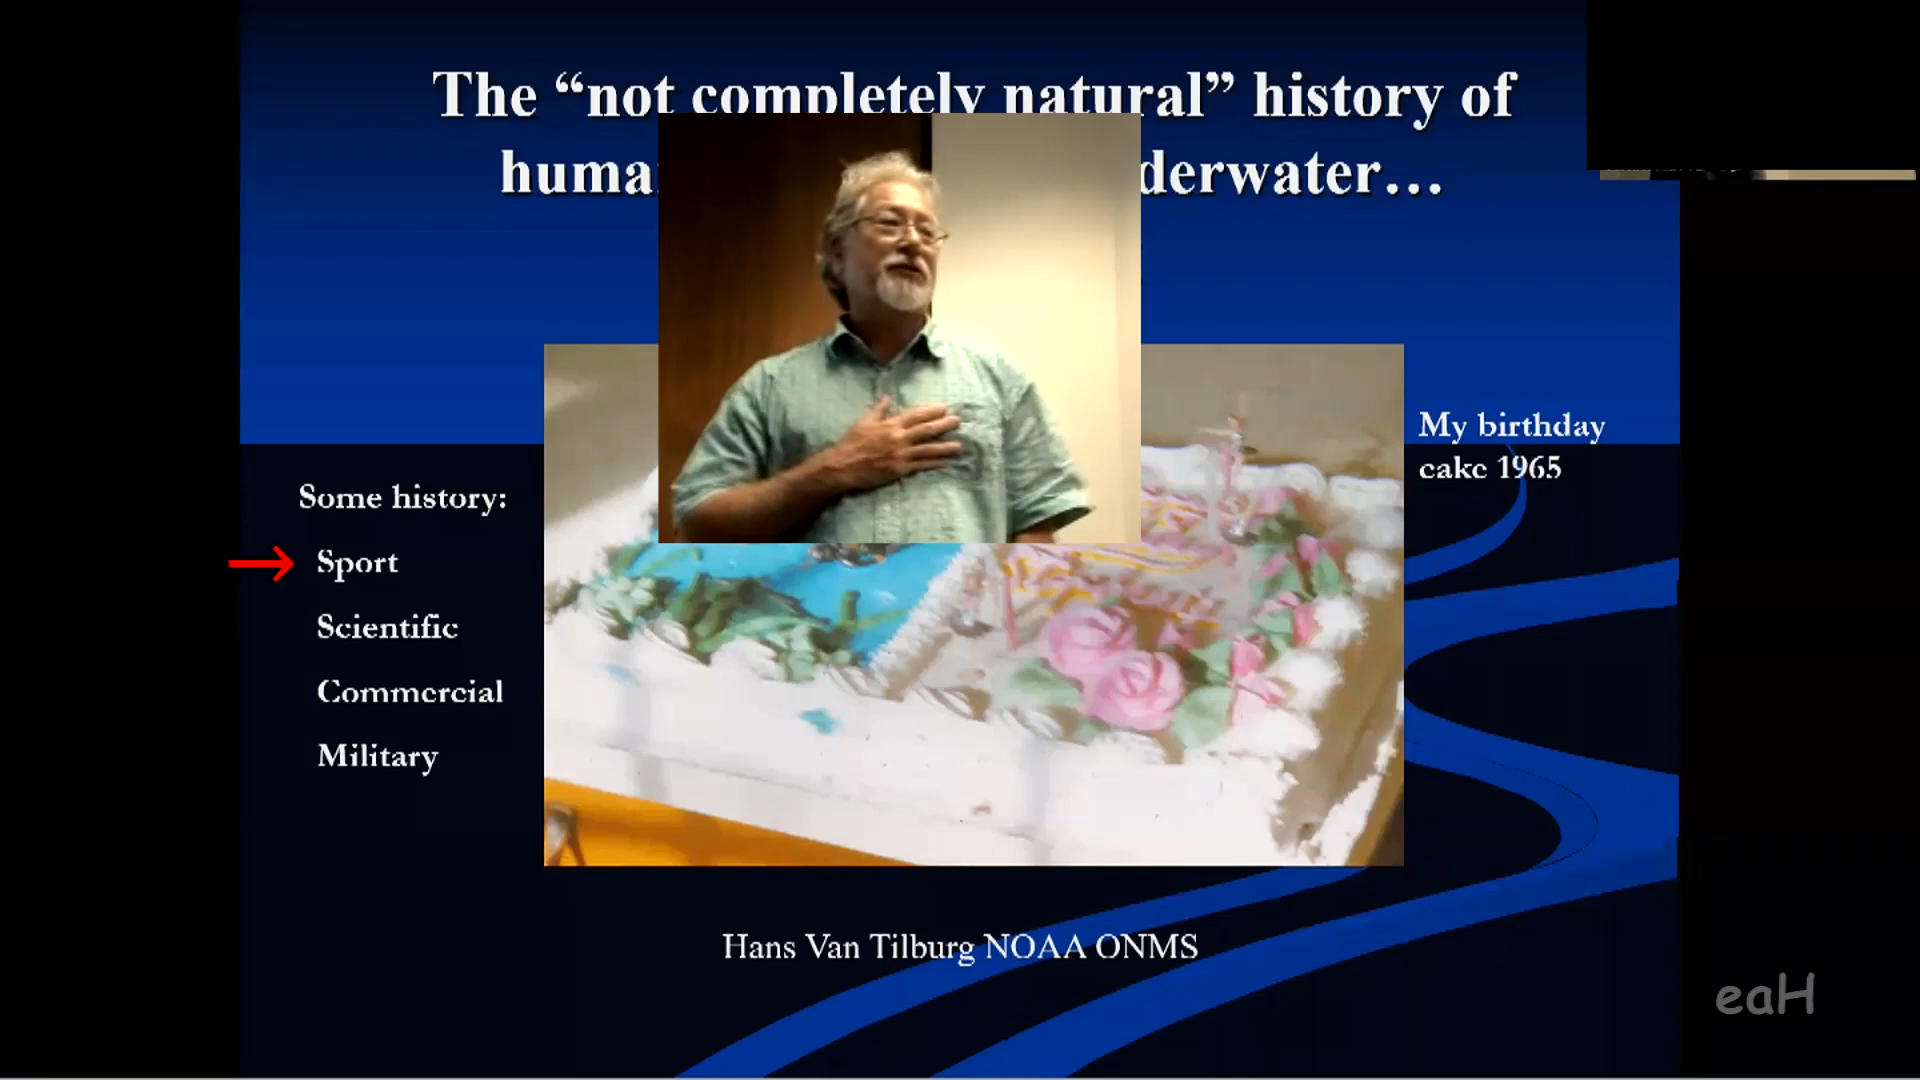 The “not completely natural” history of
huma derwater…
My birthday
cake 1965
Some history:
Sport
Scientific
Commercial
Military
Hans Van Tilburg NOAA ONMS
eaH